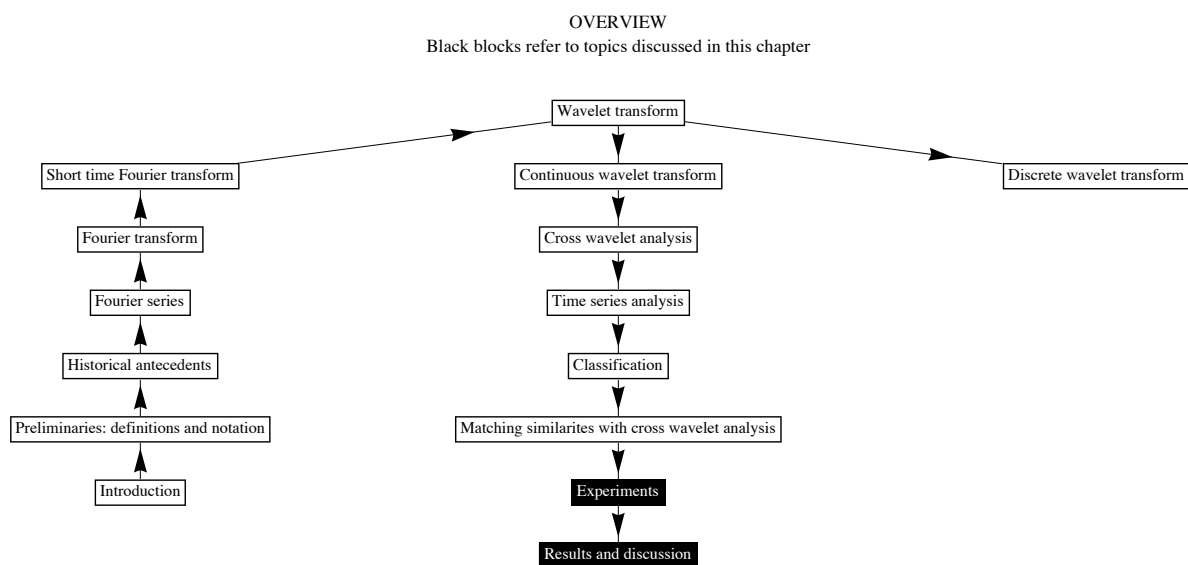 OVERVIEW
Black blocks refer to topics discussed in this chapter
Wavelet transform
Short time Fourier transform
Continuous wavelet transform
Discrete wavelet transform
Fourier transform
Cross wavelet analysis
Fourier series
Time series analysis
Historical antecedents
Classification
Preliminaries: definitions and notation
Matching similarites with cross wavelet analysis
Introduction
Experiments
Results and discussion